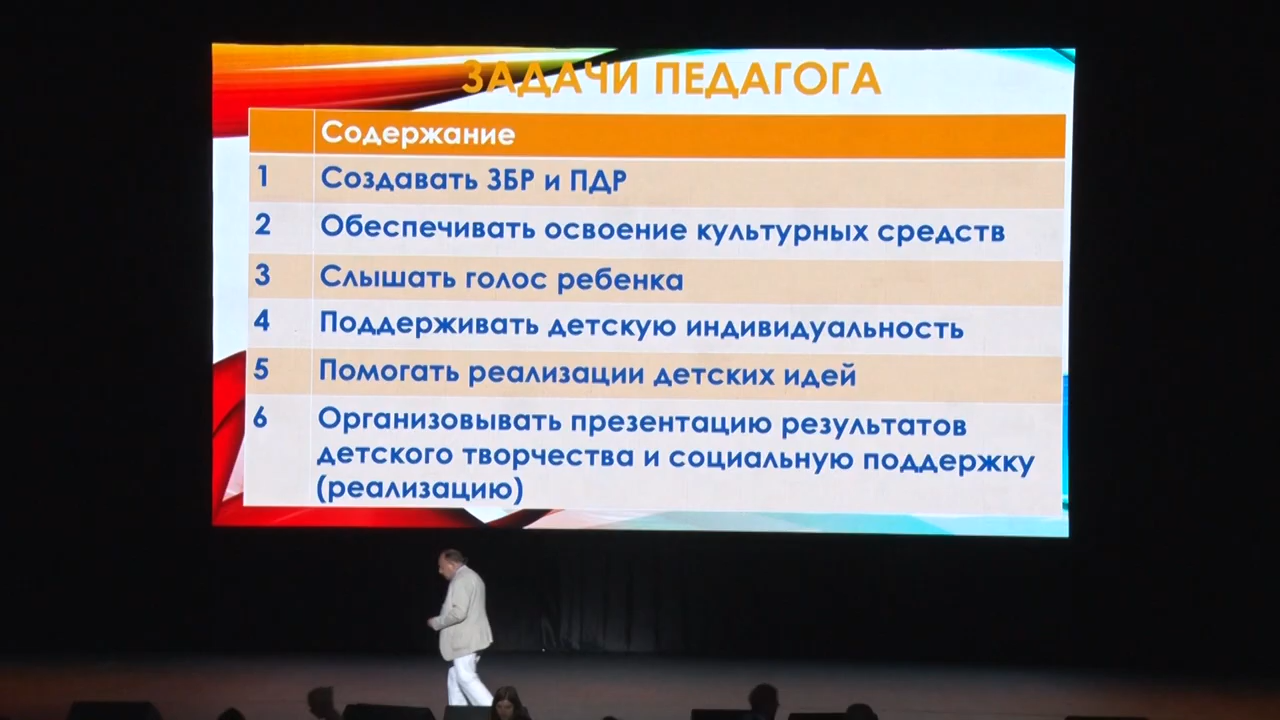 ЗАДАЧИ ПЕДАГОГА
Содержание
1 Создавать ЗБР и ПДР
2 Обеспечивать освоение культурных средств
3 Слышать голос ребенка
4 Поддерживать детскую индивидуальность
5 Помогать реализации детских идей
6 Организовывать презентацию результатов
детского творчества и социальную поддержку
(реализацию)